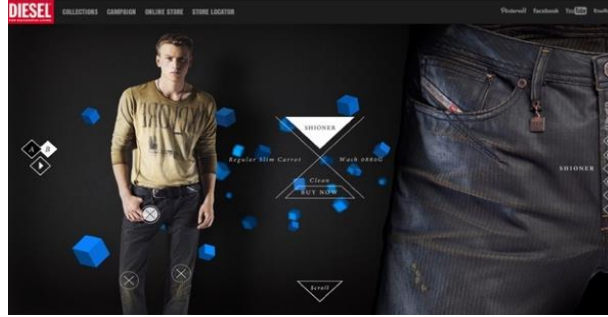 DIESEL
COLLECTIONS CAMPAIGN ONLINE STORE STORE LOCATOR
Pinterest facebook YouTube
SHIONER
A B
Regular Slim Carrot
Wash 0880G
Clean
BUY NOW
SHIONER
Scroll